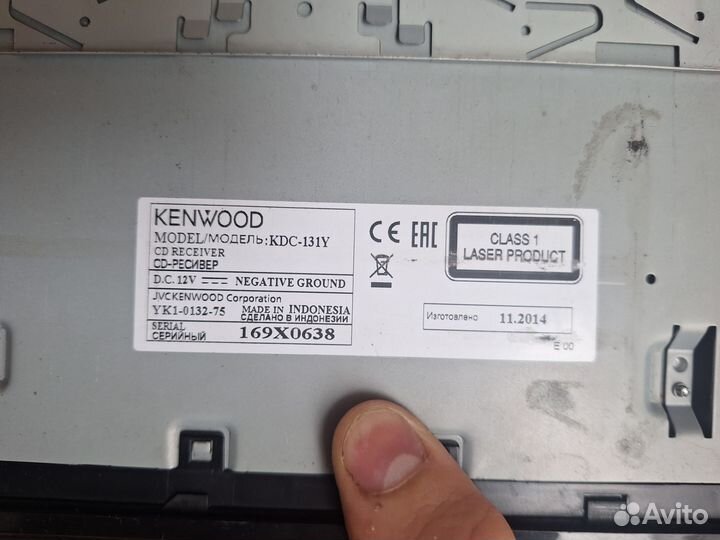 KENWOOD
MODEL/МОДЕЛЬ:KDC-131Y
CD RECEIVER
CD-РЕСИВЕР
D.C. 12V NEGATIVE GROUND
JVCKENWOOD Corporation
YK1-0132-75 MADE IN INDONESIA
СДЕЛАНО В ИНДОНЕЗИИ
SERIAL
СЕРИЙНЫЙ 169X0638
CE EAC
CLASS 1
LASER PRODUCT
Изготовлено 11.2014
E 00
Avito